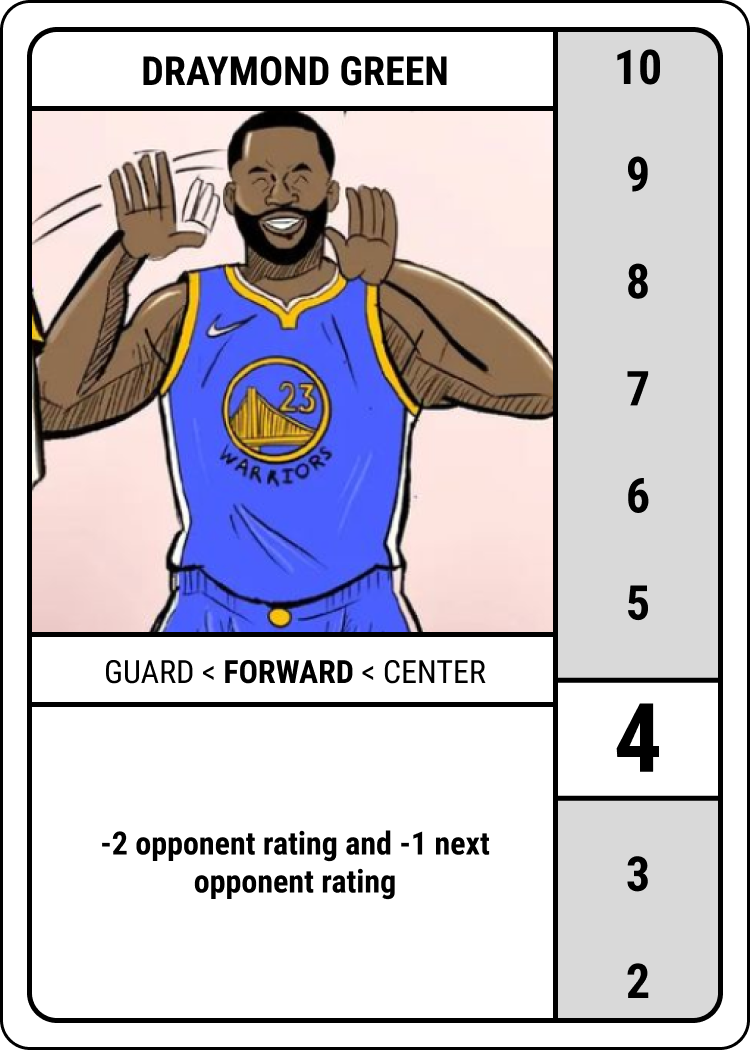 DRAYMOND GREEN
23
WARRIORS
GUARD < FORWARD < CENTER
-2 opponent rating and -1 next
opponent rating
10
9
8
7
6
5
4
3
2